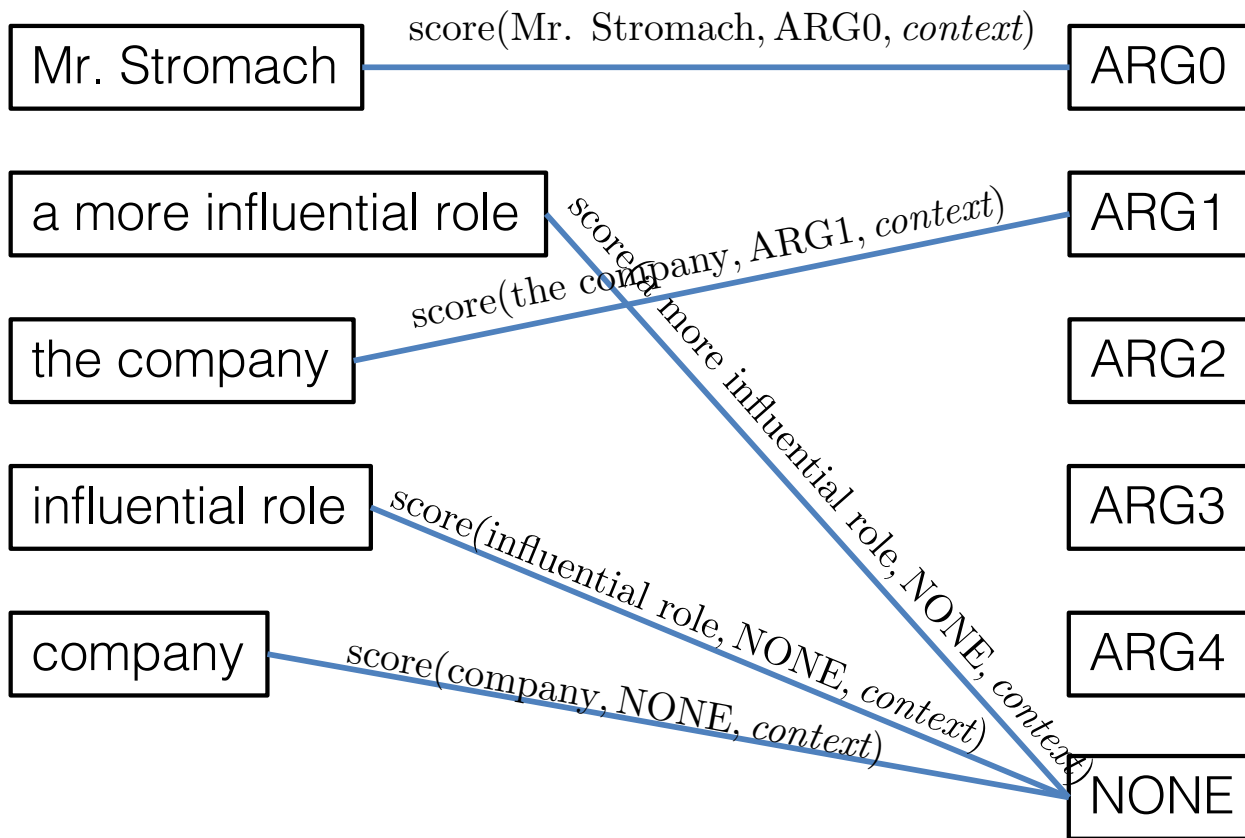 score(Mr. Stromach, ARG0, context)
Mr. Stromach
ARG0
a more influential role
score(a more influential role, NONE, context)
ARG1
score(the company, ARG1, context)
the company
ARG2
influential role
score(influential role, NONE, context)
ARG3
company
score(company, NONE, context)
ARG4
NONE